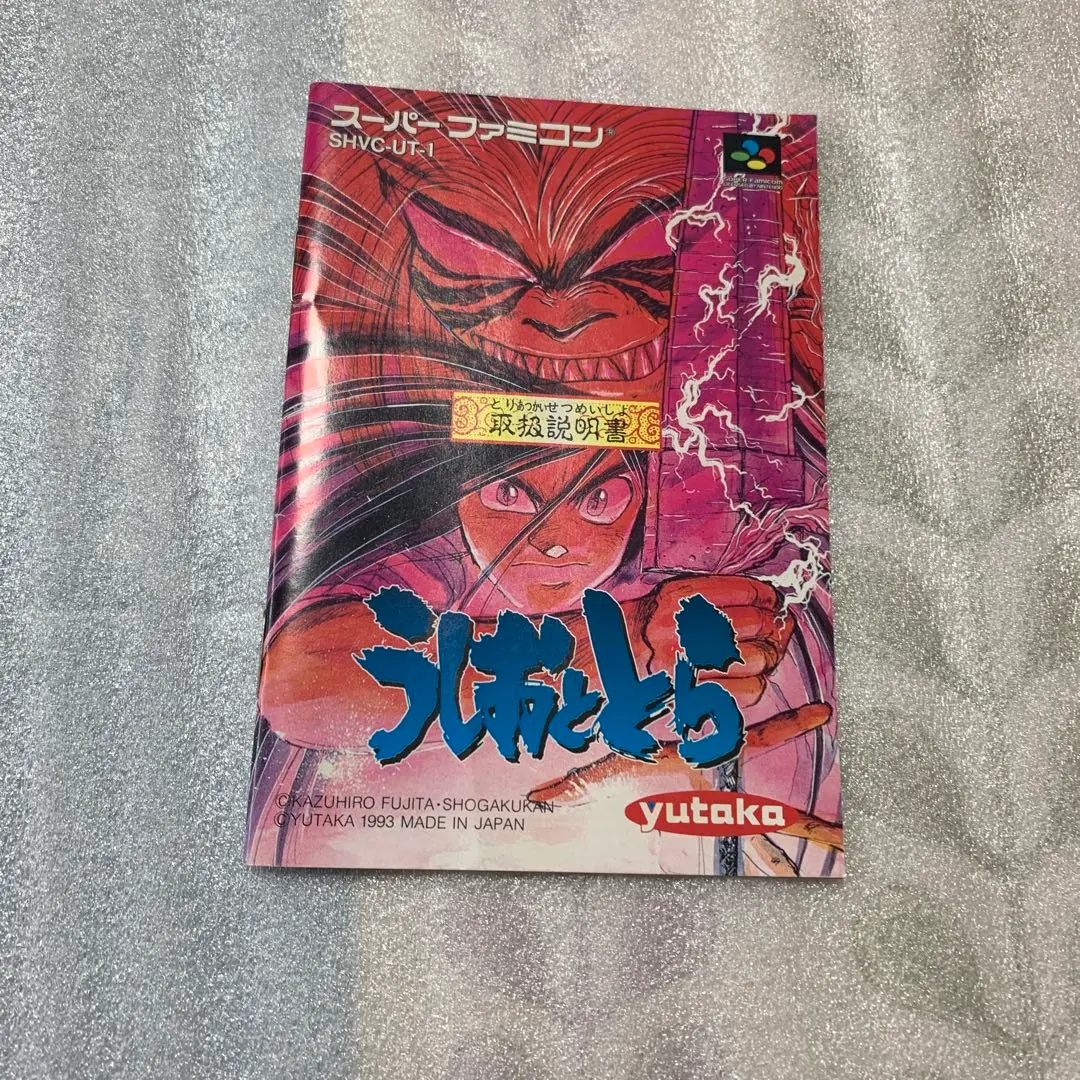 スーパーファミコン®
SHVC-UT-1
SUPER Famicom
とりあつかいせつめいしょ
取扱説明書
うしおととら
©KAZUHIRO FUJITA・SHOGAKUKAN
©YUTAKA 1993 MADE IN JAPAN
yutaka